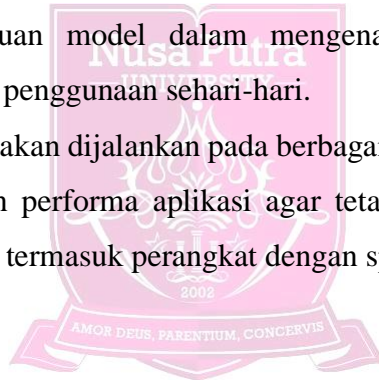 uan model dalam mengena
penggunaan sehari-hari.
akan dijalankan pada berbagai
performa aplikasi agar teta
termasuk perangkat dengan s
Nusa Putra
UNIVERSITY
2002
AMOR DEUS, PARENTIUM, CONCERVIS